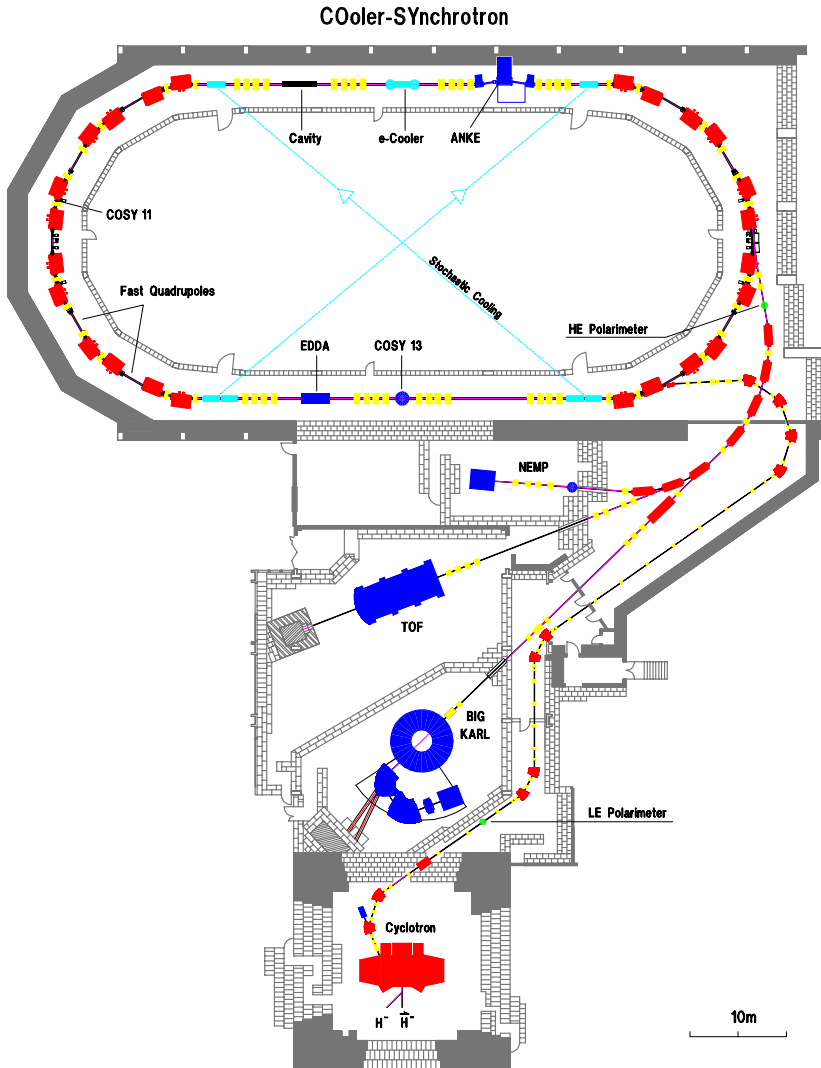 COoler-SYnchrotron
Cavity
e-Cooler
ANKE
COSY 11
Stochastic Cooling
Fast Quadrupoles
HE Polarimeter
EDDA
COSY 13
NEMP
TOF
BIG
KARL
LE Polarimeter
Cyclotron
H⁻
H⃗⁻
10m